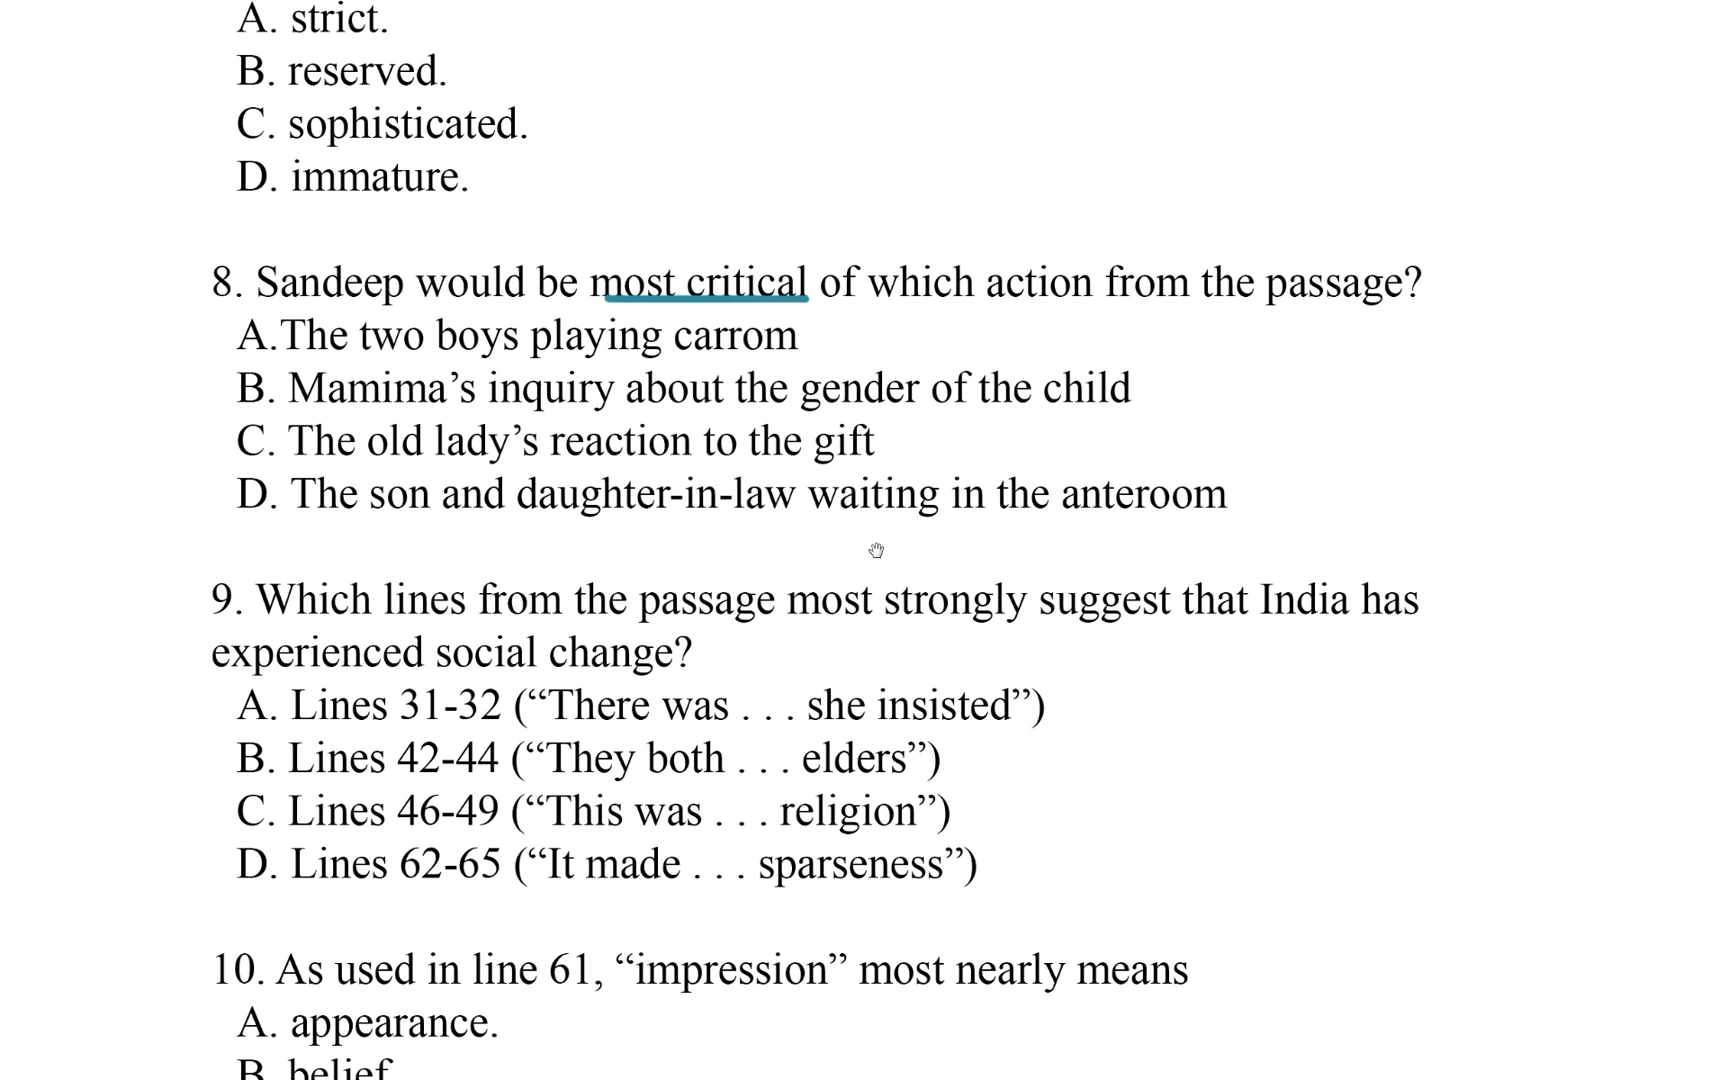 A. strict.
B. reserved.
C. sophisticated.
D. immature.
8. Sandeep would be most critical of which action from the passage?
A.The two boys playing carrom
B. Mamima’s inquiry about the gender of the child
C. The old lady’s reaction to the gift
D. The son and daughter-in-law waiting in the anteroom
9. Which lines from the passage most strongly suggest that India has
experienced social change?
A. Lines 31-32 (“There was . . . she insisted”)
B. Lines 42-44 (“They both . . . elders”)
C. Lines 46-49 (“This was . . . religion”)
D. Lines 62-65 (“It made . . . sparseness”)
10. As used in line 61, “impression” most nearly means
A. appearance.
B. belief